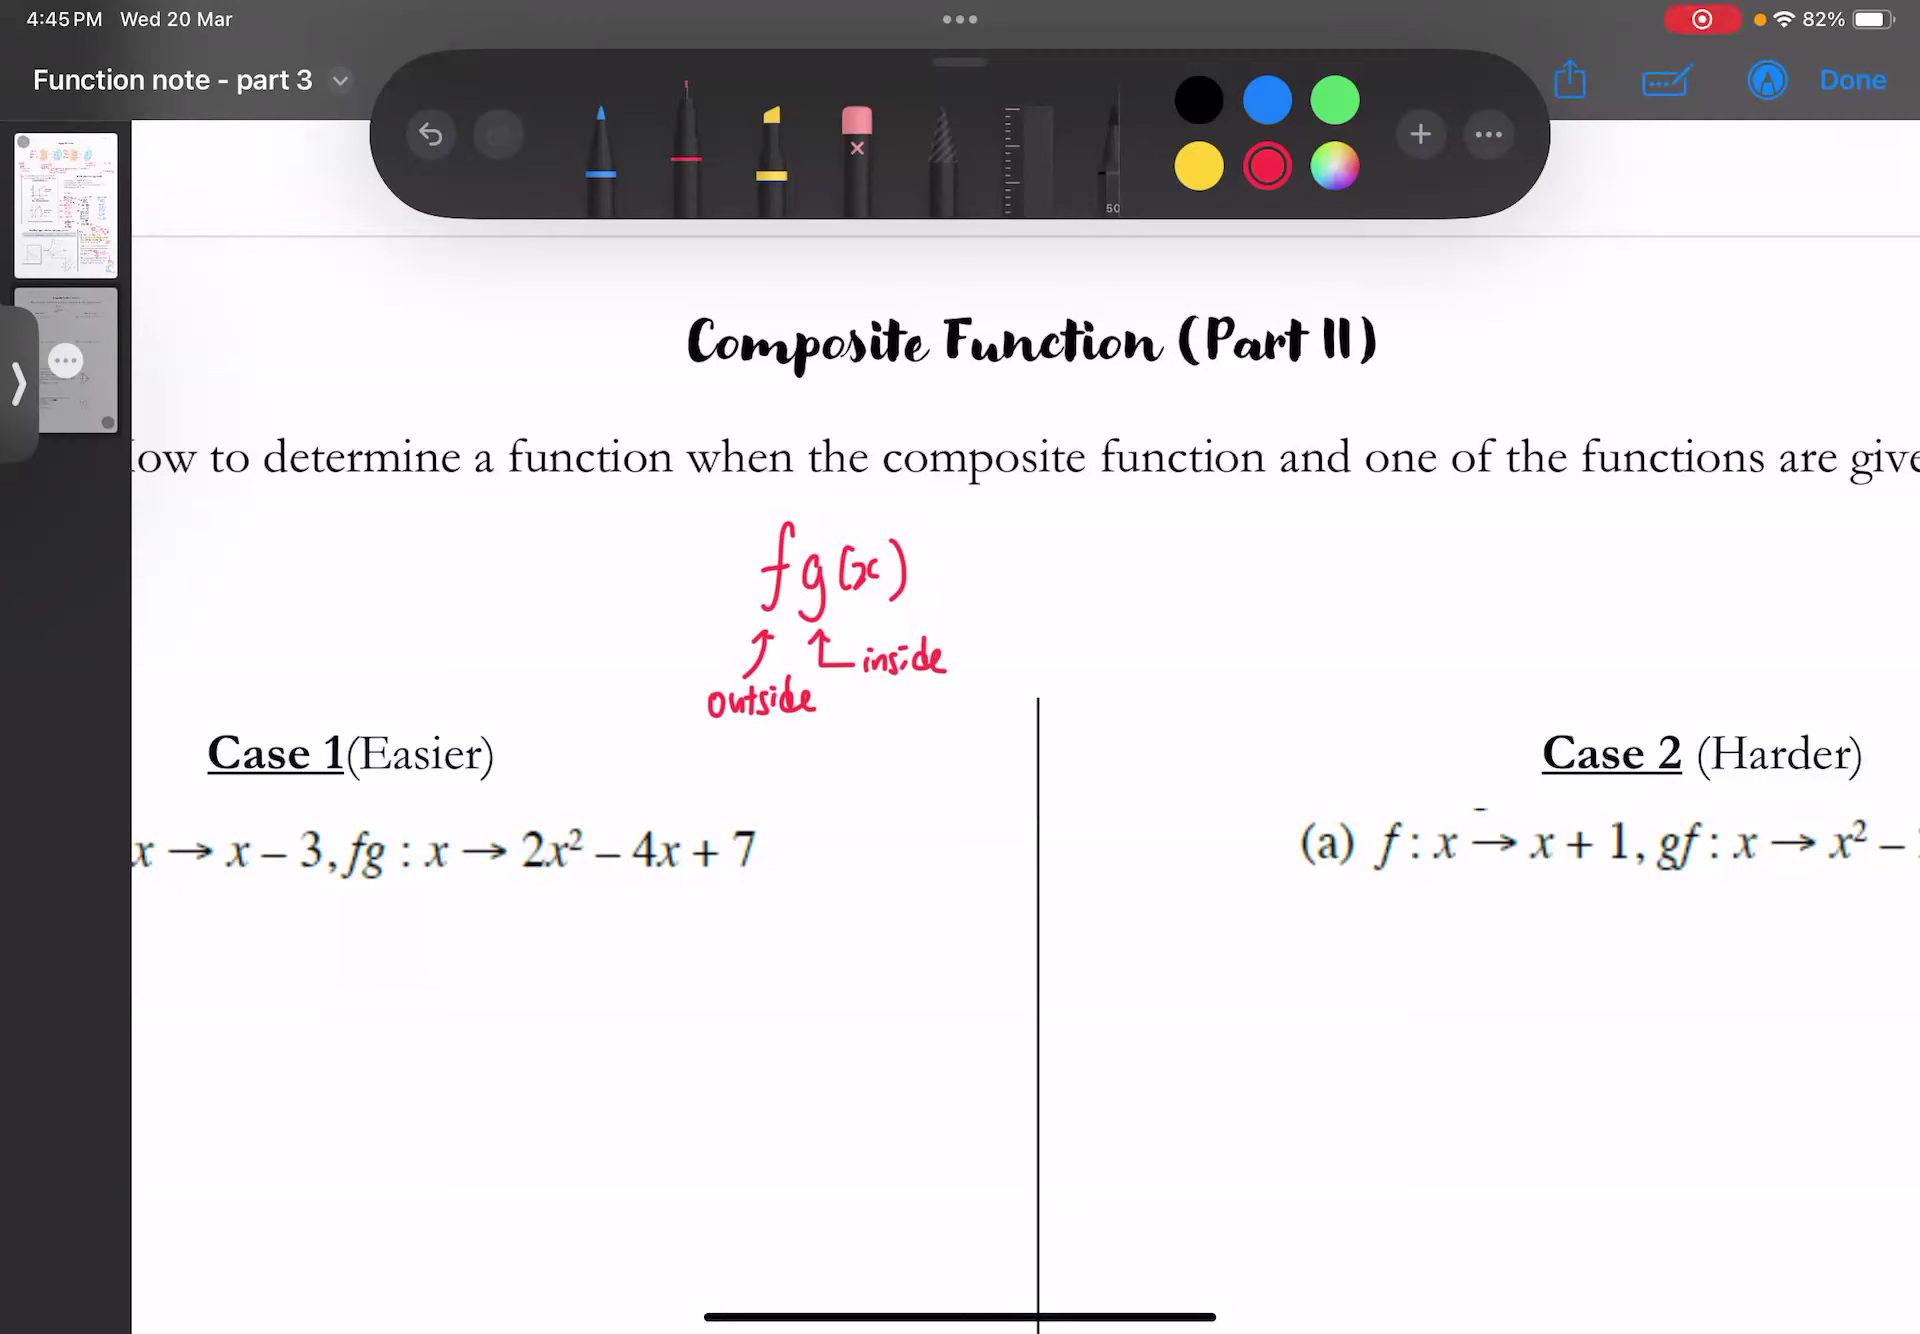 4:45 PM Wed 20 Mar
82%
Function note - part 3
Done
50
Composite Function (Part II)
ow to determine a function when the composite function and one of the functions are give
fg(x)
inside
outside
Case 1(Easier)
Case 2 (Harder)
x → x – 3, fg : x → 2x² – 4x + 7
(a) f : x → x + 1, gf : x → x² –